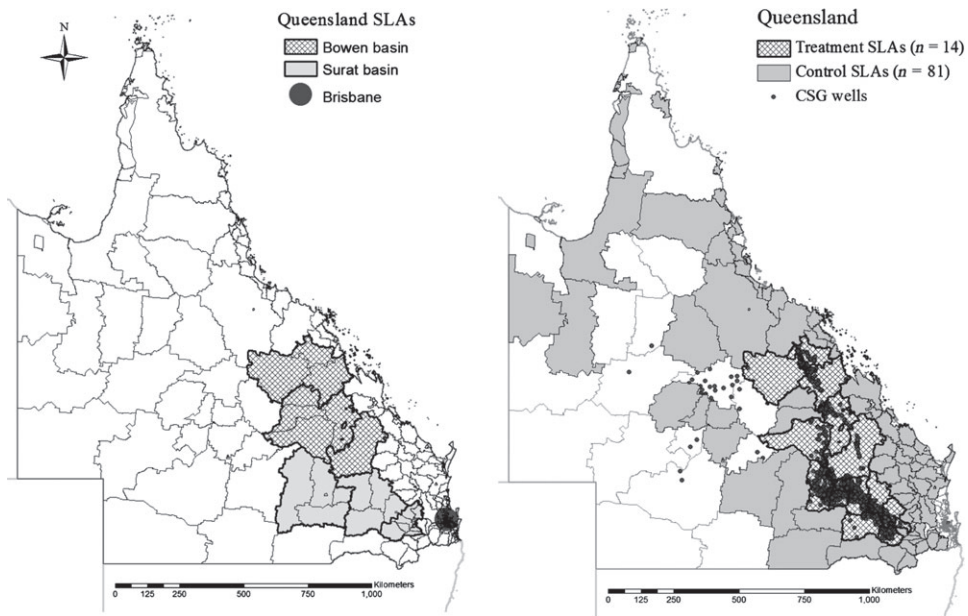 N
Queensland SLAs
Bowen basin
Surat basin
Brisbane
Kilometers
0 125 250 500 750 1,000
Queensland
Treatment SLAs (n = 14)
Control SLAs (n = 81)
CSG wells
Kilometers
0 125 250 500 750 1,000